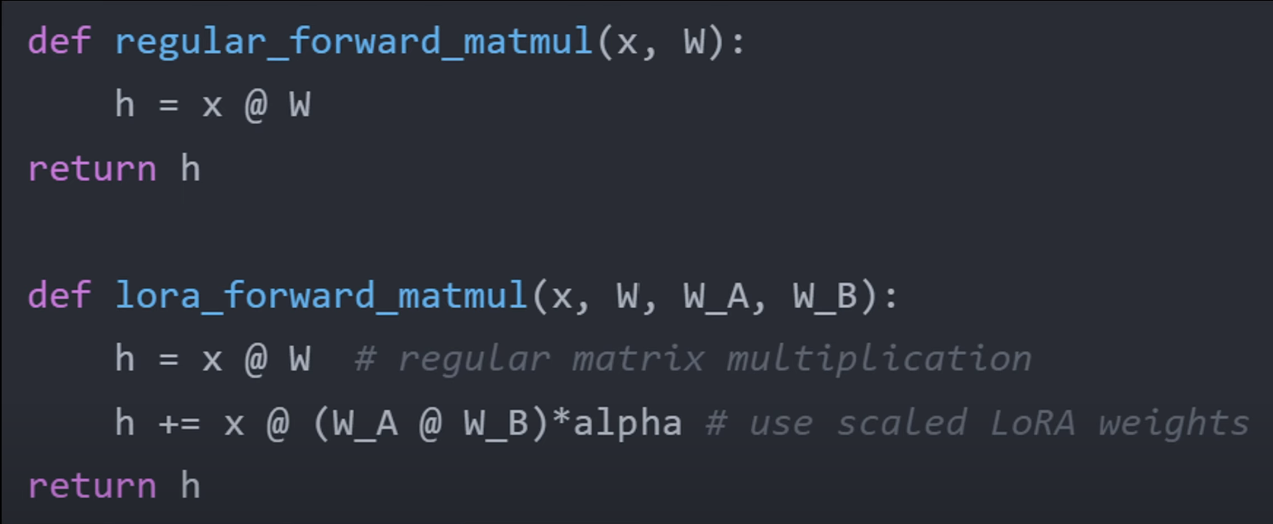 def regular_forward_matmul(x, W):
    h = x @ W
return h

def lora_forward_matmul(x, W, W_A, W_B):
    h = x @ W  # regular matrix multiplication
    h += x @ (W_A @ W_B)*alpha # use scaled LoRA weights
return h